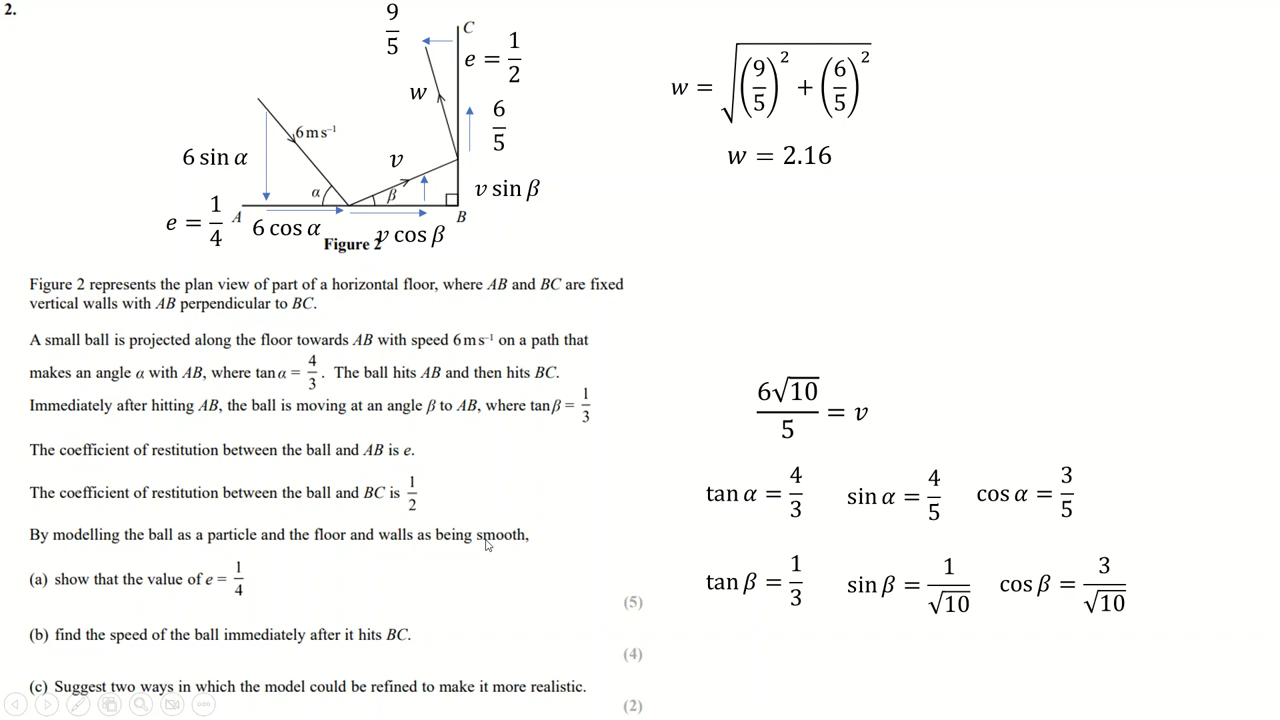 2.
9/5
C
e = 1/2
w
6/5
6 m s⁻¹
6 sin α
v
α
β
v sin β
e = 1/4
A
B
6 cos α
v cos β
Figure 2
Figure 2 represents the plan view of part of a horizontal floor, where AB and BC are fixed
vertical walls with AB perpendicular to BC.
A small ball is projected along the floor towards AB with speed 6 m s⁻¹ on a path that
makes an angle α with AB, where tan α = 4/3. The ball hits AB and then hits BC.
Immediately after hitting AB, the ball is moving at an angle β to AB, where tan β = 1/3
The coefficient of restitution between the ball and AB is e.
The coefficient of restitution between the ball and BC is 1/2
By modelling the ball as a particle and the floor and walls as being smooth,
(a) show that the value of e = 1/4
(5)
(b) find the speed of the ball immediately after it hits BC.
(4)
(c) Suggest two ways in which the model could be refined to make it more realistic.
(2)
w = √((9/5)² + (6/5)²)
w = 2.16
6√10/5 = v
tan α = 4/3 sin α = 4/5 cos α = 3/5
tan β = 1/3 sin β = 1/√10 cos β = 3/√10